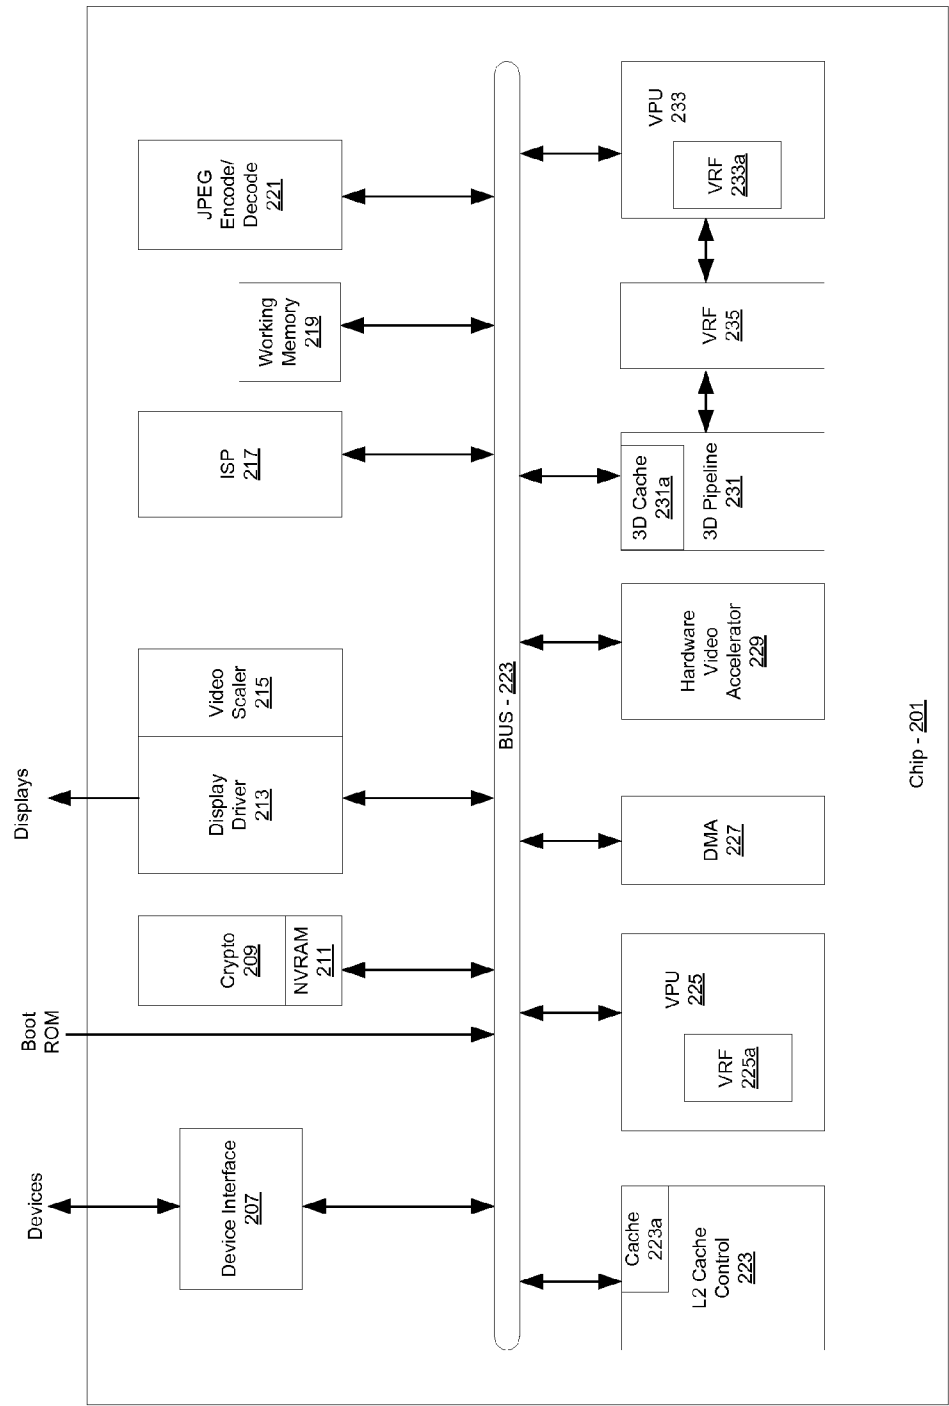 Devices
Boot
ROM
Displays
Device Interface
207
Crypto
209
NVRAM
211
Display
Driver
213
Video
Scaler
215
ISP
217
Working
Memory
219
JPEG
Encode/
Decode
221
BUS - 223
Cache
223a
L2 Cache
Control
223
VPU
225
VRF
225a
DMA
227
Hardware
Video
Accelerator
229
3D Cache
231a
3D Pipeline
231
VRF
235
VPU
233
VRF
233a
Chip - 201